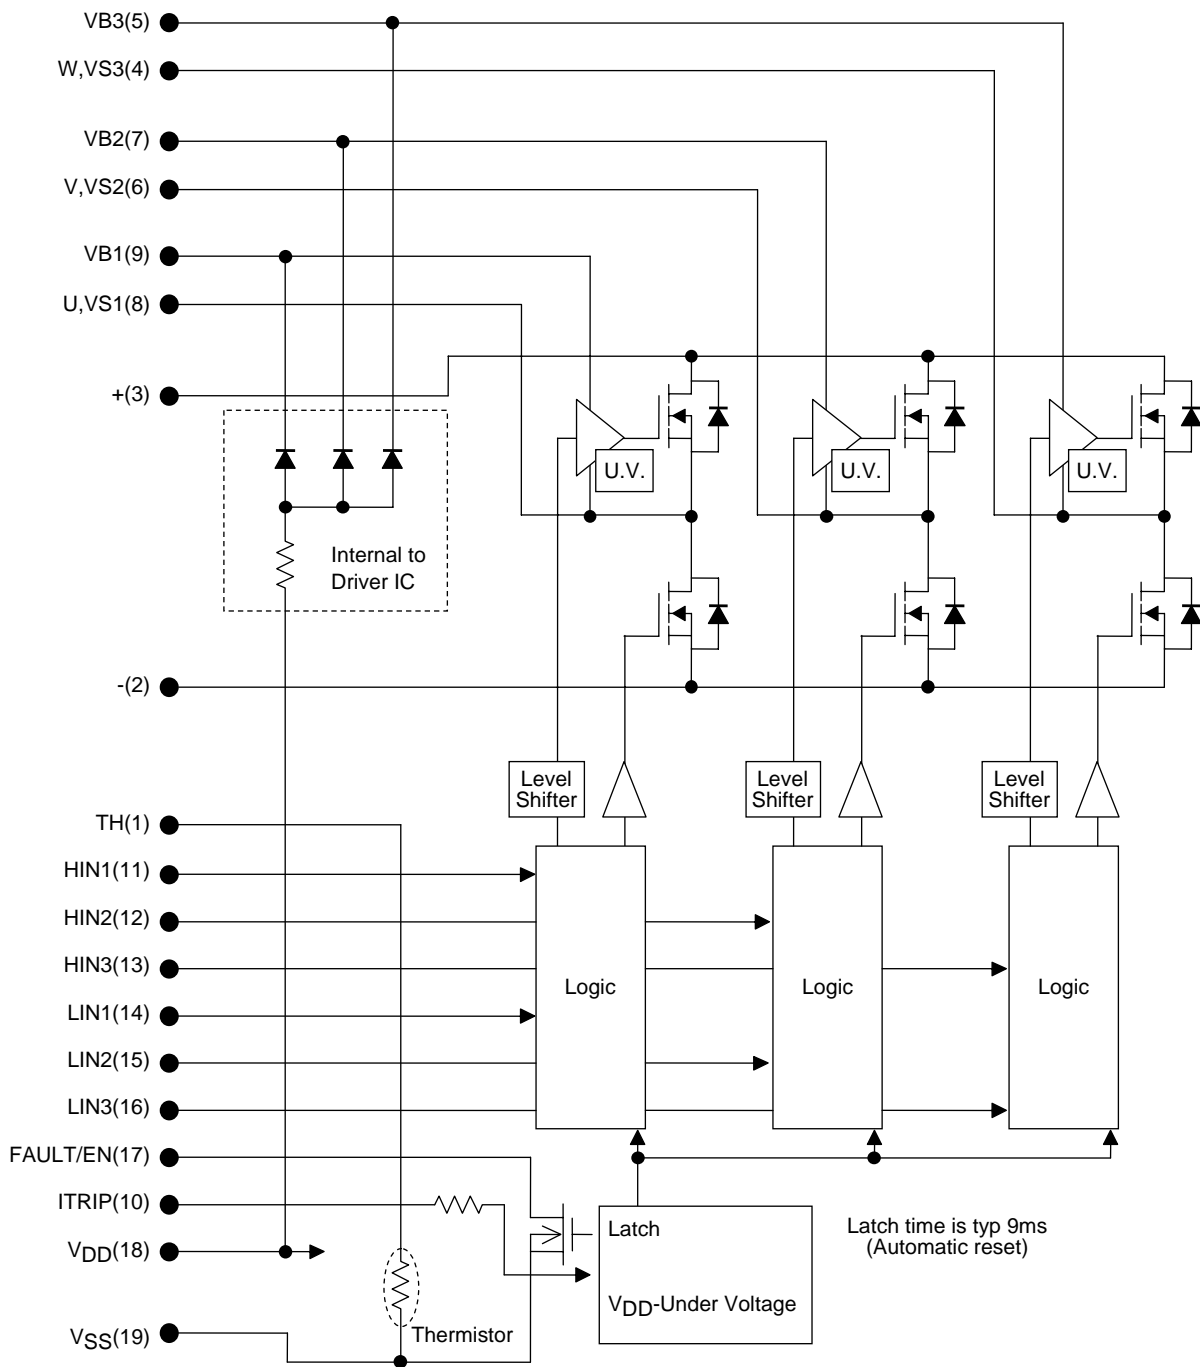 VB3(5)
W,VS3(4)
VB2(7)
V,VS2(6)
VB1(9)
U,VS1(8)
+(3)
U.V.
U.V.
U.V.
Internal to
Driver IC
-(2)
Level
Shifter
Level
Shifter
Level
Shifter
TH(1)
HIN1(11)
HIN2(12)
HIN3(13)
Logic
Logic
Logic
LIN1(14)
LIN2(15)
LIN3(16)
FAULT/EN(17)
ITRIP(10)
Latch
Latch time is typ 9ms
(Automatic reset)
VDD(18)
VDD-Under Voltage
Thermistor
VSS(19)